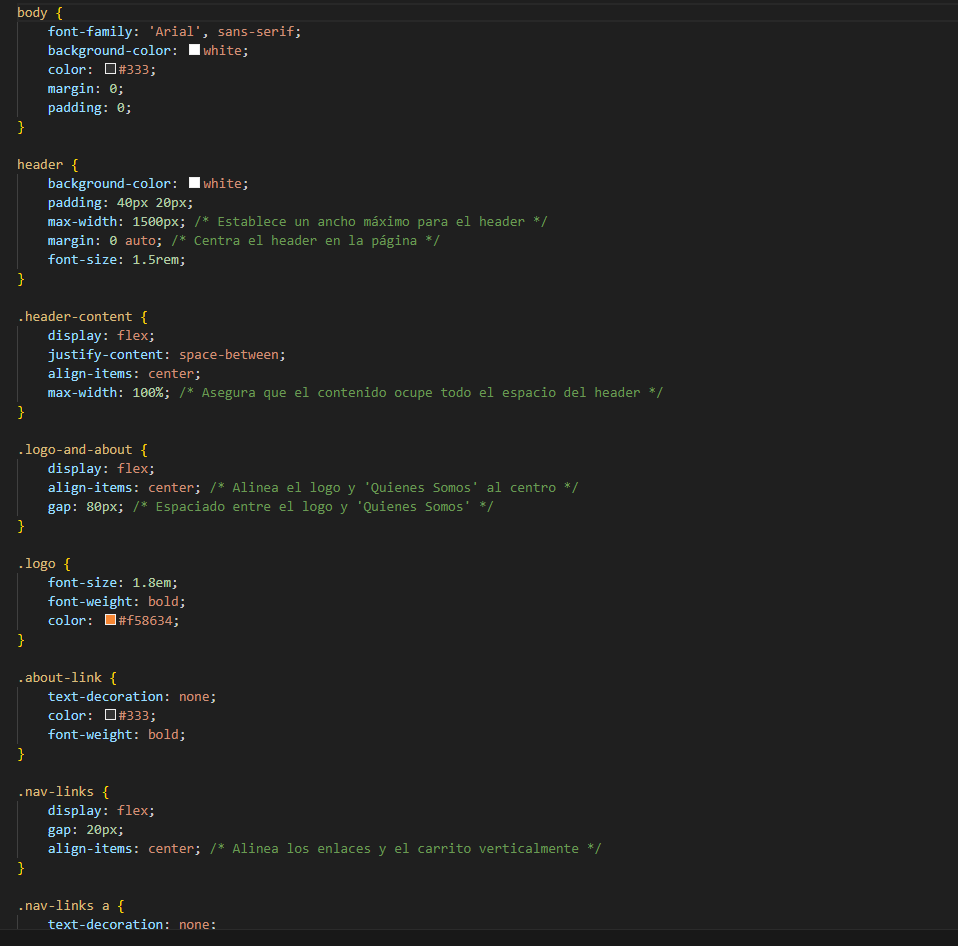 body {
    font-family: 'Arial', sans-serif;
    background-color: white;
    color: #333;
    margin: 0;
    padding: 0;
}

header {
    background-color: white;
    padding: 40px 20px;
    max-width: 1500px; /* Establece un ancho máximo para el header */
    margin: 0 auto; /* Centra el header en la página */
    font-size: 1.5rem;
}

.header-content {
    display: flex;
    justify-content: space-between;
    align-items: center;
    max-width: 100%; /* Asegura que el contenido ocupe todo el espacio del header */
}

.logo-and-about {
    display: flex;
    align-items: center; /* Alinea el logo y 'Quienes Somos' al centro */
    gap: 80px; /* Espaciado entre el logo y 'Quienes Somos' */
}

.logo {
    font-size: 1.8em;
    font-weight: bold;
    color: #f58634;
}

.about-link {
    text-decoration: none;
    color: #333;
    font-weight: bold;
}

.nav-links {
    display: flex;
    gap: 20px;
    align-items: center; /* Alinea los enlaces y el carrito verticalmente */
}

.nav-links a {
    text-decoration: none;